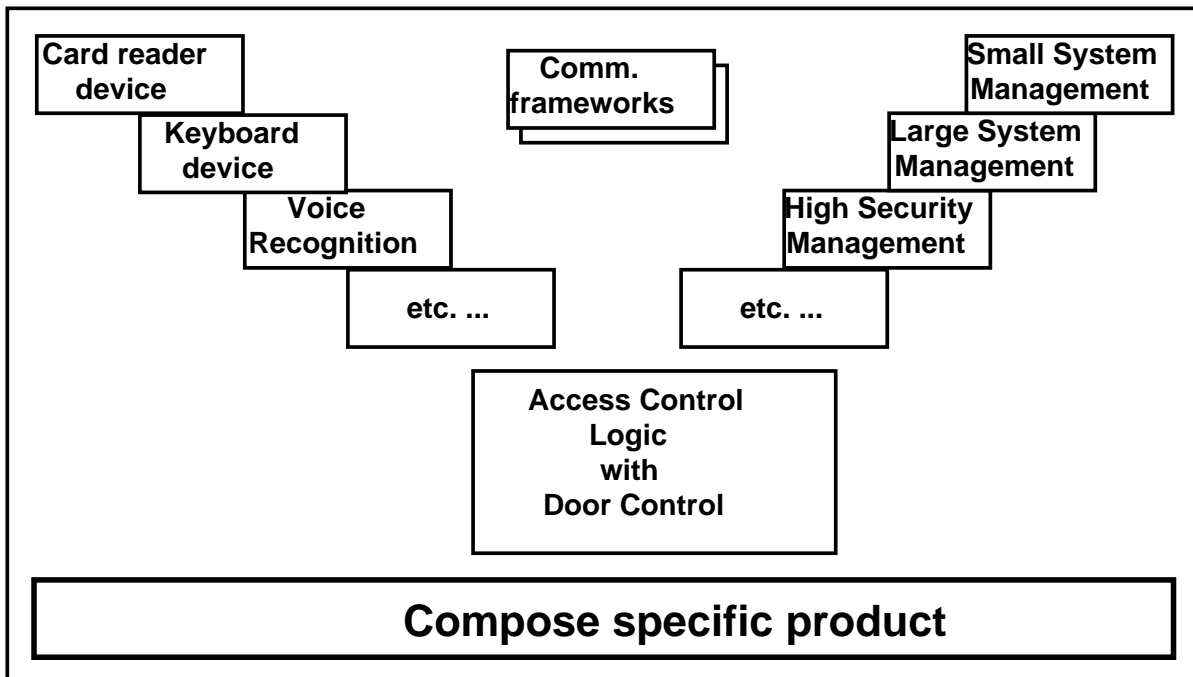 Card reader
device
Keyboard
device
Voice
Recognition
etc. ...
Comm.
frameworks
Small System
Management
Large System
Management
High Security
Management
etc. ...
Access Control
Logic
with
Door Control
Compose specific product